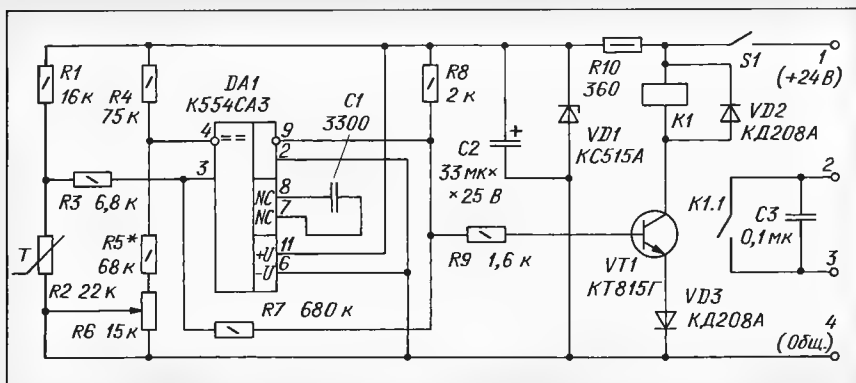 R1
16 к
R4
75 к
DA1
К554СА3
C1
3300
R8
2 к
R10
360
S1
1
(+24В)
4
==
3
9
2
8
NC
7
NC
11
+U
6
-U
R3 6,8 к
C2
33 мк×
×25 В
+
VD1
КС515А
K1
VD2
КД208А
2
K1.1
C3
0,1 мк
3
T
R2 22 к
R5*
68 к
R6 15 к
R7 680 к
R9 1,6 к
VT1
КТ815Г
VD3
КД208А
4
(Общ.)